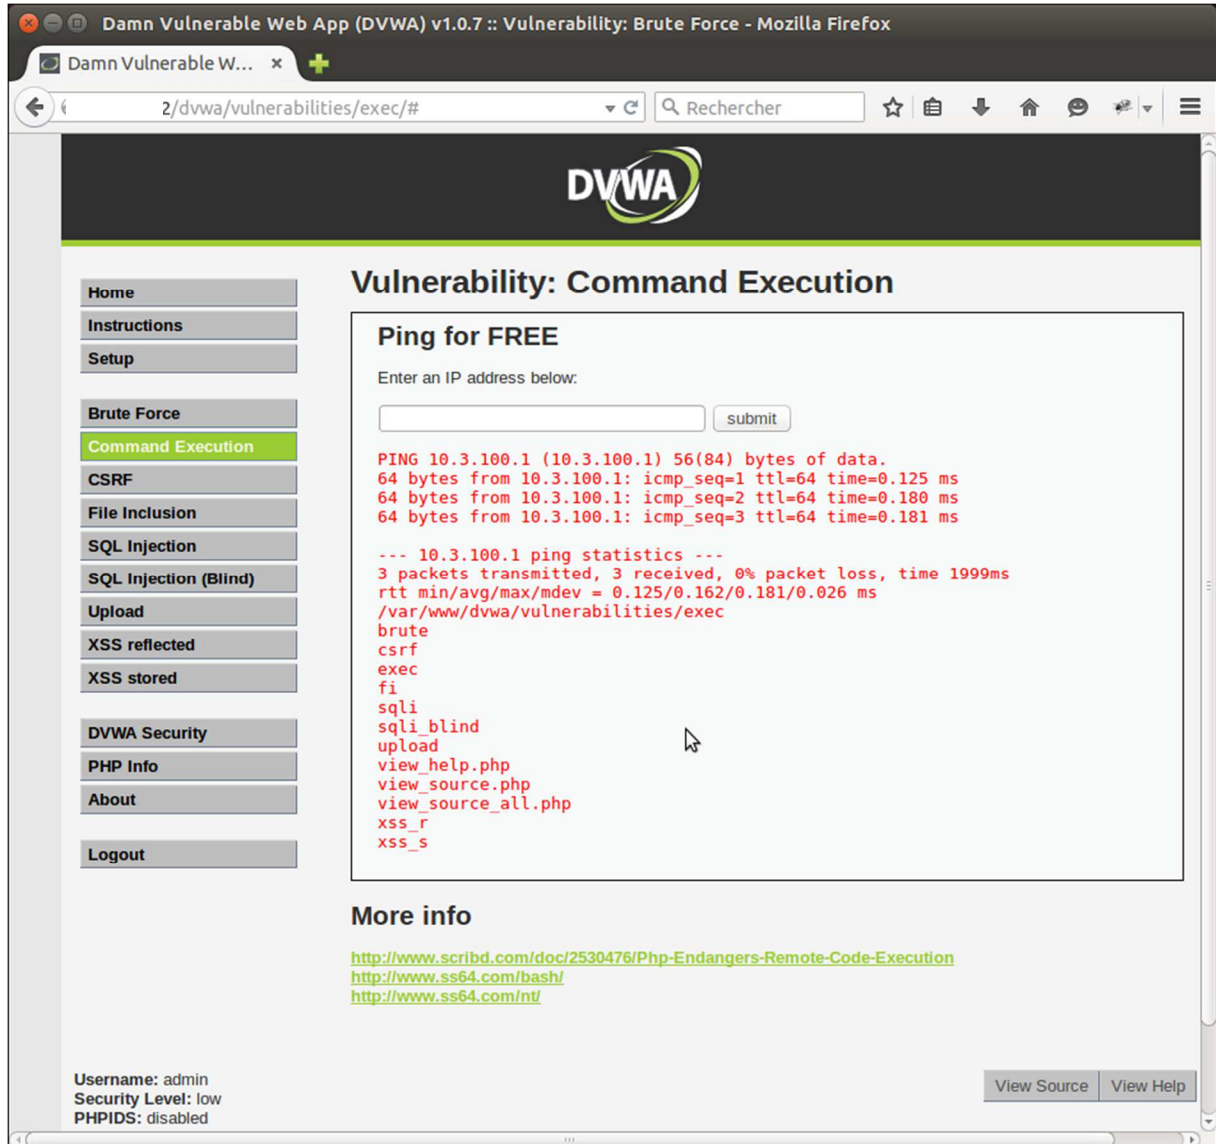 Damn Vulnerable Web App (DVWA) v1.0.7 :: Vulnerability: Brute Force - Mozilla Firefox
Damn Vulnerable W...
2/dvwa/vulnerabilities/exec/#
Rechercher
DVWA
Home
Instructions
Setup
Brute Force
Command Execution
CSRF
File Inclusion
SQL Injection
SQL Injection (Blind)
Upload
XSS reflected
XSS stored
DVWA Security
PHP Info
About
Logout
Vulnerability: Command Execution
Ping for FREE
Enter an IP address below:
submit
PING 10.3.100.1 (10.3.100.1) 56(84) bytes of data.
64 bytes from 10.3.100.1: icmp_seq=1 ttl=64 time=0.125 ms
64 bytes from 10.3.100.1: icmp_seq=2 ttl=64 time=0.180 ms
64 bytes from 10.3.100.1: icmp_seq=3 ttl=64 time=0.181 ms
--- 10.3.100.1 ping statistics ---
3 packets transmitted, 3 received, 0% packet loss, time 1999ms
rtt min/avg/max/mdev = 0.125/0.162/0.181/0.026 ms
/var/www/dvwa/vulnerabilities/exec
brute
csrf
exec
fi
sqli
sqli_blind
upload
view_help.php
view_source.php
view_source_all.php
xss_r
xss_s
More info
http://www.scribd.com/doc/2530476/Php-Endangers-Remote-Code-Execution
http://www.ss64.com/bash/
http://www.ss64.com/nt/
Username: admin
Security Level: low
PHPIDS: disabled
View Source
View Help